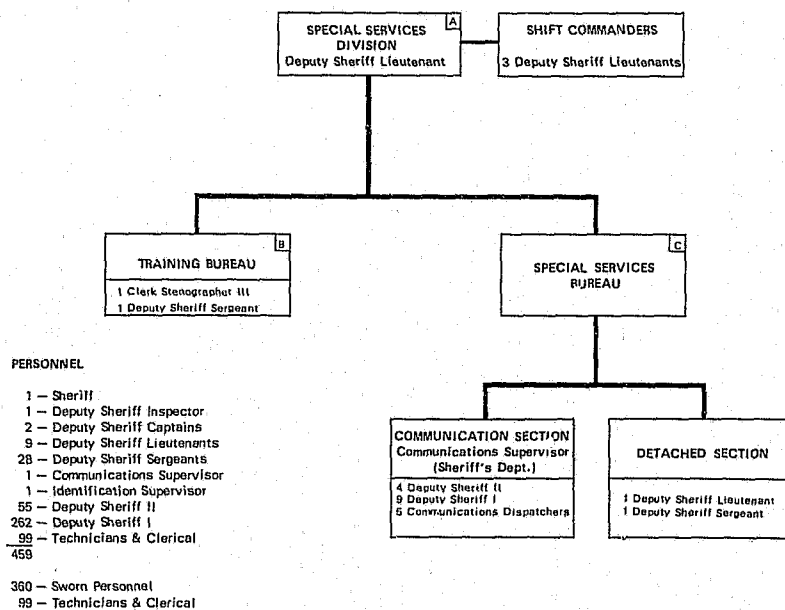 A
SPECIAL SERVICES
DIVISION
Deputy Sheriff Lieutenant
SHIFT COMMANDERS
3 Deputy Sheriff Lieutenants
B
TRAINING BUREAU
1 Clerk Stenographer III
1 Deputy Sheriff Sergeant
C
SPECIAL SERVICES
BUREAU
PERSONNEL
1 — Sheriff
1 — Deputy Sheriff Inspector
2 — Deputy Sheriff Captains
9 — Deputy Sheriff Lieutenants
28 — Deputy Sheriff Sergeants
1 — Communications Supervisor
1 — Identification Supervisor
55 — Deputy Sheriff II
262 — Deputy Sheriff I
99 — Technicians & Clerical
459
360 — Sworn Personnel
99 — Technicians & Clerical
COMMUNICATION SECTION
Communications Supervisor
(Sheriff's Dept.)
4 Deputy Sheriff II
9 Deputy Sheriff I
5 Communications Dispatchers
DETACHED SECTION
1 Deputy Sheriff Lieutenant
1 Deputy Sheriff Sergeant